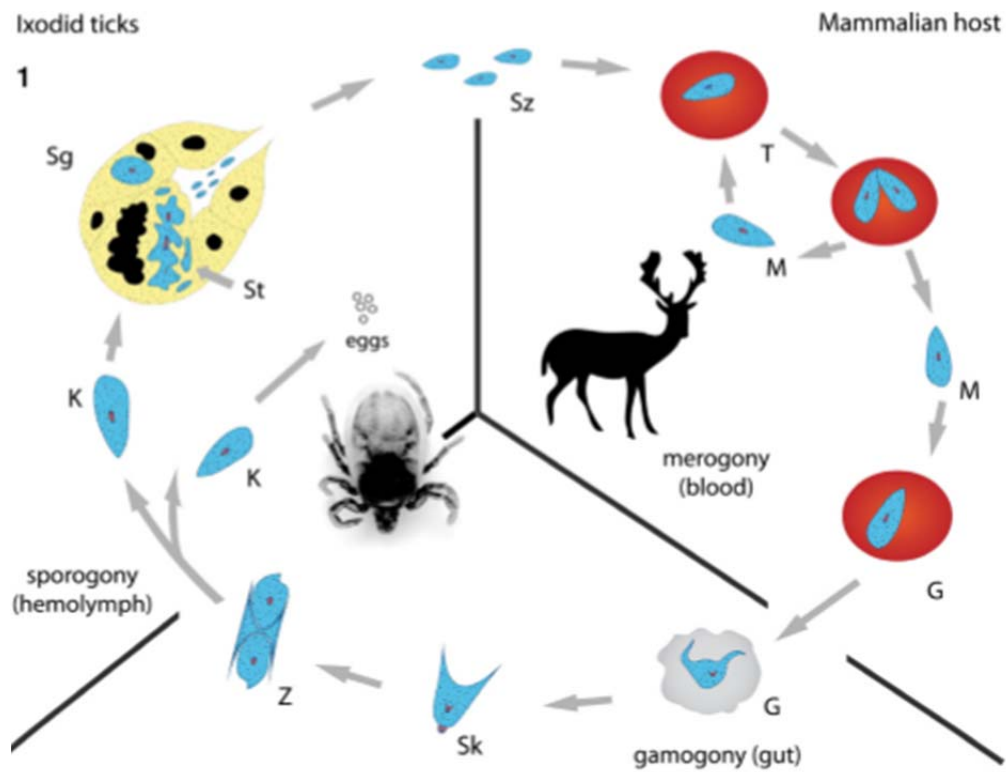 Ixodid ticks
Mammalian host
1
Sz
Sg
T
M
St
eggs
K
M
K
merogony
(blood)
sporogony
(hemolymph)
G
Z
G
Sk
gamogony (gut)